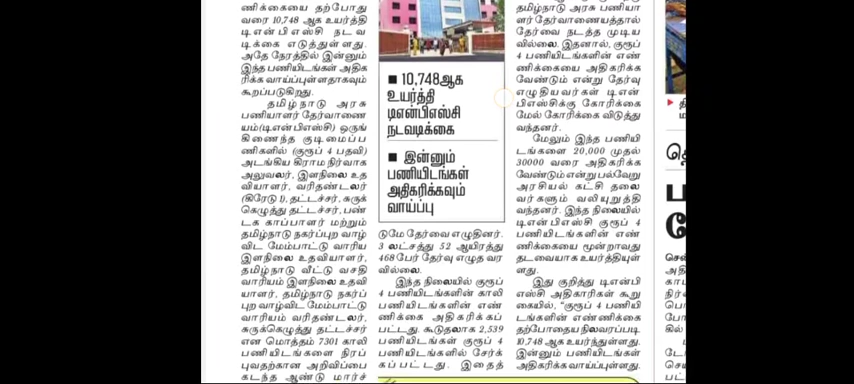 ணிக்கையை தற்போது
வரை 10,748 ஆக உயர்த்தி
டிஎன்பிஎஸ்சி நடவ
டிக்கை எடுத்துள்ளது.
அதே நேரத்தில் இன்னும்
இந்த பணியிடங்கள் அதிக
ரிக்க வாய்ப்புள்ளதாகவும்
கூறப்படுகிறது.
தமிழ்நாடு அரசு
பணியாளர் தேர்வாணை
யம்(டிஎன்பிஎஸ்சி) ஒருங்
கிணைந்த குடிமைப்ப
ணிகளில் (குரூப் 4 பதவி)
அடங்கிய கிராம நிர்வாக
அலுவலர், இளநிலை உத
வியாளர், வரிதண்டலர்
(கிரேடு 1), தட்டச்சர், சுருக்
கெழுத்து தட்டச்சர், பண்
டக காப்பாளர் மற்றும்
தமிழ்நாடு நகர்ப்புற வாழ்
விட மேம்பாட்டு வாரிய
இளநிலை உதவியாளர்,
தமிழ்நாடு வீட்டு வசதி
வாரியம் இளநிலை உதவி
யாளர், தமிழ்நாடு நகர்ப்
புற வாழ்விட மேம்பாட்டு
வாரியம் வரிதண்டலர்,
சுருக்கெழுத்து தட்டச்சர்
என மொத்தம் 7301 காலி
பணியிடங்களை நிரப்
புவதற்கான அறிவிப்பை
கடந்த ஆண்டு மார்ச்
■ 10,748ஆக
உயர்த்தி
டிஎன்பிஎஸ்சி
நடவடிக்கை
■ இன்னும்
பணியிடங்கள்
அதிகரிக்கவும்
வாய்ப்பு
டுமே தேர்வை எழுதினர்.
3 லட்சத்து 52 ஆயிரத்து
468 பேர் தேர்வு எழுத வர
வில்லை.
இந்த நிலையில் குரூப்
4 பணியிடங்களின் காலி
பணியிடங்களின் எண்
ணிக்கை அதிகரிக்கப்
பட்டது. கூடுதலாக 2,539
பணியிடங்கள் குரூப் 4
பணியிடங்களில் சேர்க்
கப்பட்டது. இதைத்
தமிழ்நாடு அரசு பணியா
ளர் தேர்வாணையத்தால்
தேர்வை நடத்த முடிய
வில்லை. இதனால், குரூப்
4 பணியிடங்களின் எண்
ணிக்கையை அதிகரிக்க
வேண்டும் என்று தேர்வு
எழுதியவர்கள் டிஎன்
பிஎஸ்சிக்கு கோரிக்கை
மேல் கோரிக்கை விடுத்து
வந்தனர்.
மேலும் இந்த பணியி
டங்களை 20,000 முதல்
30000 வரை அதிகரிக்க
வேண்டும் என்று பல்வேறு
அரசியல் கட்சி தலை
வர்களும் வலியுறுத்தி
வந்தனர். இந்த நிலையில்
டிஎன்பிஎஸ்சி குரூப் 4
பணியிடங்களின் எண்
ணிக்கையை மூன்றாவது
தடவையாக உயர்த்தியுள்
ளது.
இது குறித்து டிஎன்பி
எஸ்சி அதிகாரிகள் கூறு
கையில், "குரூப் 4 பணியி
டங்களின் எண்ணிக்கை
தற்போதைய நிலவரப்படி
10,748 ஆக உயர்ந்துள்ளது.
இன்னும் பணியிடங்கள்
அதிகரிக்க வாய்ப்புள்ளது.